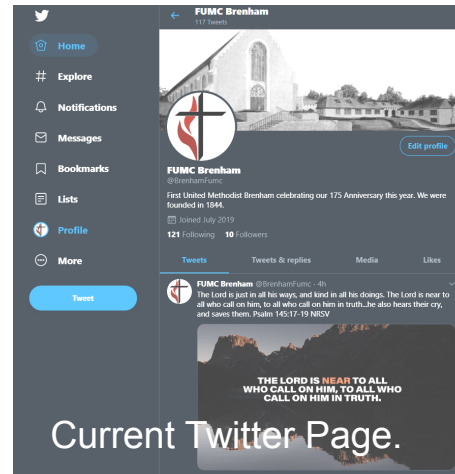 FUMC Brenham
117 Tweets
Home
Explore
Notifications
Messages
Bookmarks
Lists
Profile
More
Tweet
Edit profile
FUMC Brenham
@BrenhamFumc
First United Methodist Brenham celebrating our 175 Anniversary this year. We were
founded in 1844.
Joined July 2019
121 Following 10 Followers
Tweets Tweets & replies Media Likes
FUMC Brenham @BrenhamFumc · 4h
The Lord is just in all his ways, and kind in all his doings. The Lord is near to
all who call on him, to all who call on him in truth...he also hears their cry,
and saves them. Psalm 145:17-19 NRSV
THE LORD IS NEAR TO ALL
WHO CALL ON HIM, TO ALL WHO
CALL ON HIM IN TRUTH.
Current Twitter Page.